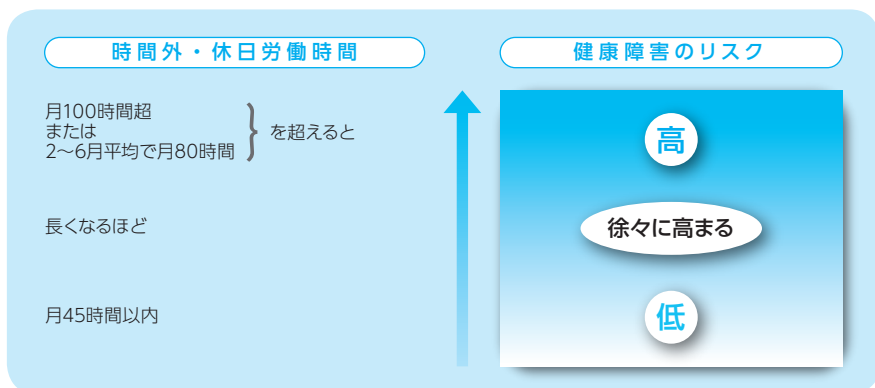 時間外・休日労働時間
健康障害のリスク
月100時間超
または
2～6月平均で月80時間
を超えると
高
長くなるほど
徐々に高まる
月45時間以内
低